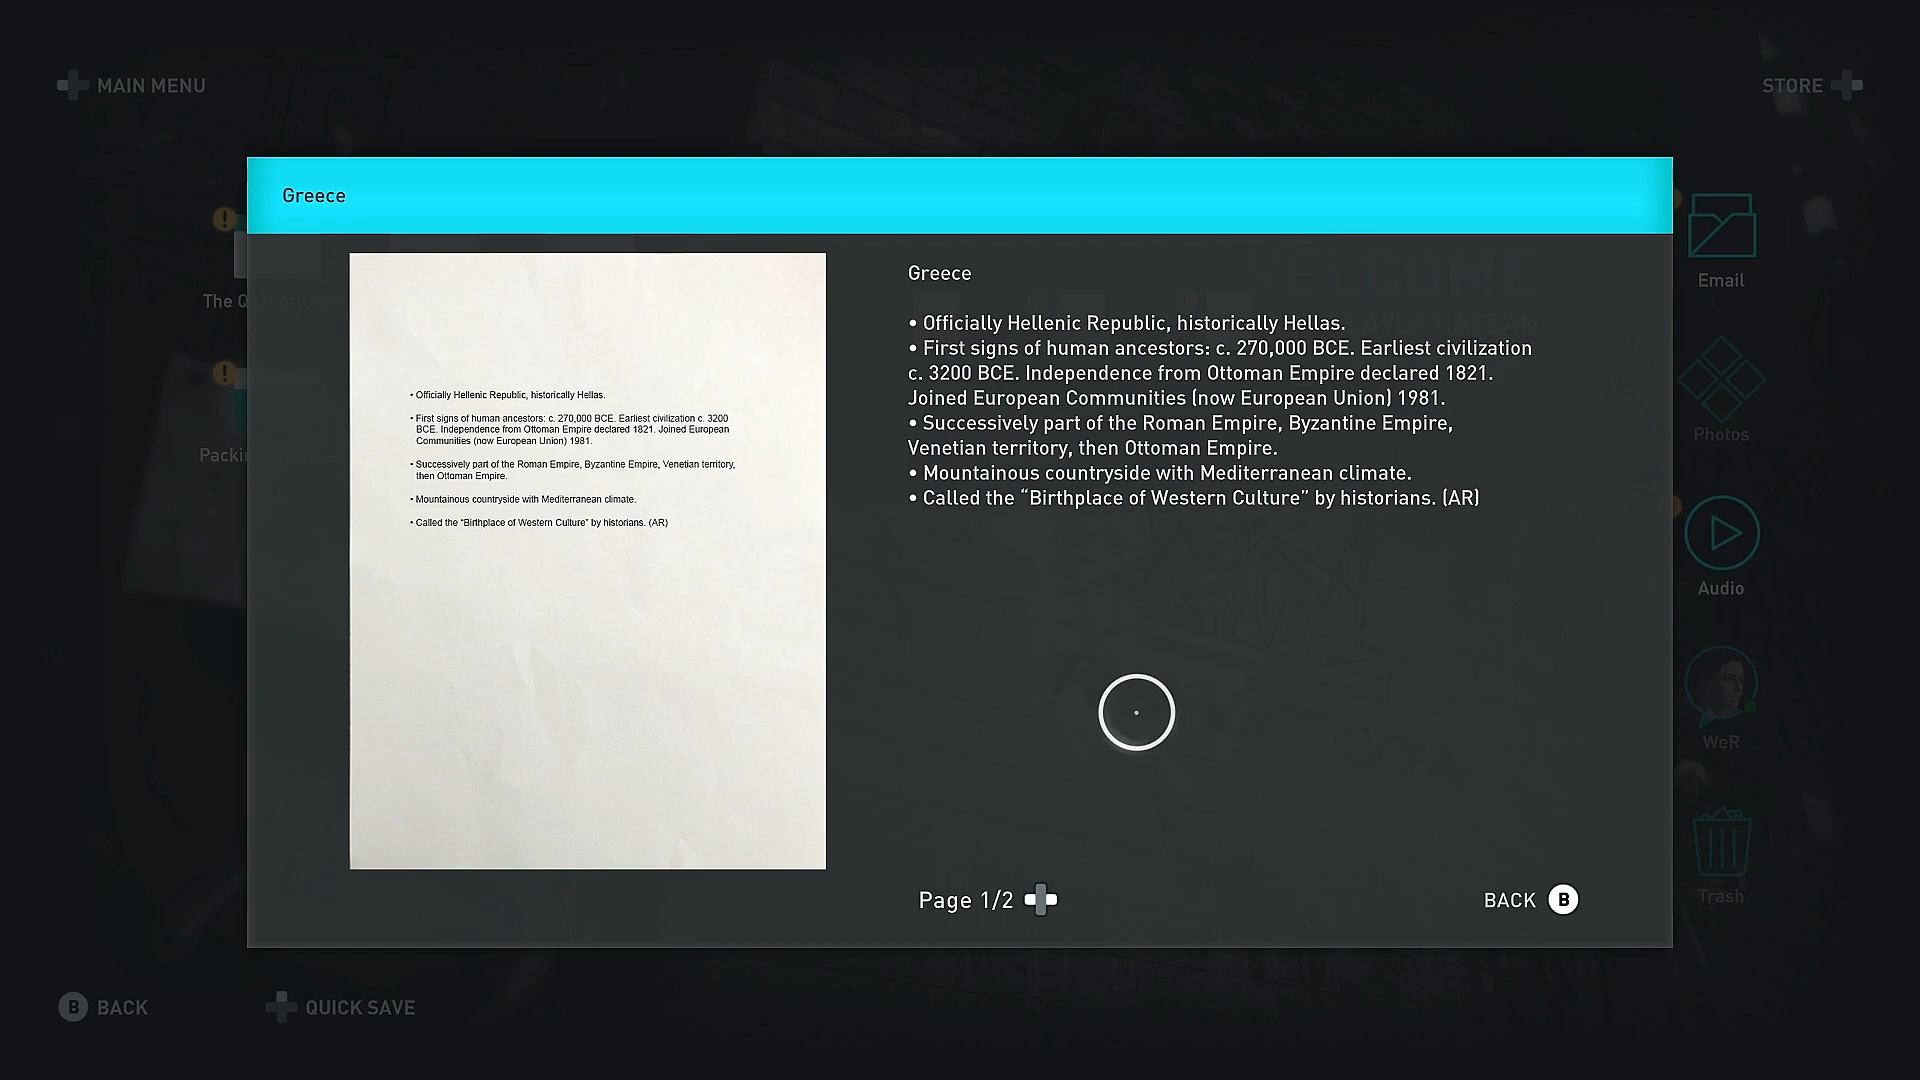 MAIN MENU
STORE
Greece
• Officially Hellenic Republic, historically Hellas.
• First signs of human ancestors: c. 270,000 BCE. Earliest civilization c. 3200
BCE. Independence from Ottoman Empire declared 1821. Joined European
Communities (now European Union) 1981.
• Successively part of the Roman Empire, Byzantine Empire, Venetian territory,
then Ottoman Empire.
• Mountainous countryside with Mediterranean climate.
• Called the "Birthplace of Western Culture" by historians. (AR)
Greece
• Officially Hellenic Republic, historically Hellas.
• First signs of human ancestors: c. 270,000 BCE. Earliest civilization
c. 3200 BCE. Independence from Ottoman Empire declared 1821.
Joined European Communities (now European Union) 1981.
• Successively part of the Roman Empire, Byzantine Empire,
Venetian territory, then Ottoman Empire.
• Mountainous countryside with Mediterranean climate.
• Called the “Birthplace of Western Culture” by historians. (AR)
Page 1/2
BACK B
The
Email
Photos
Audio
WeR
Trash
B BACK
QUICK SAVE